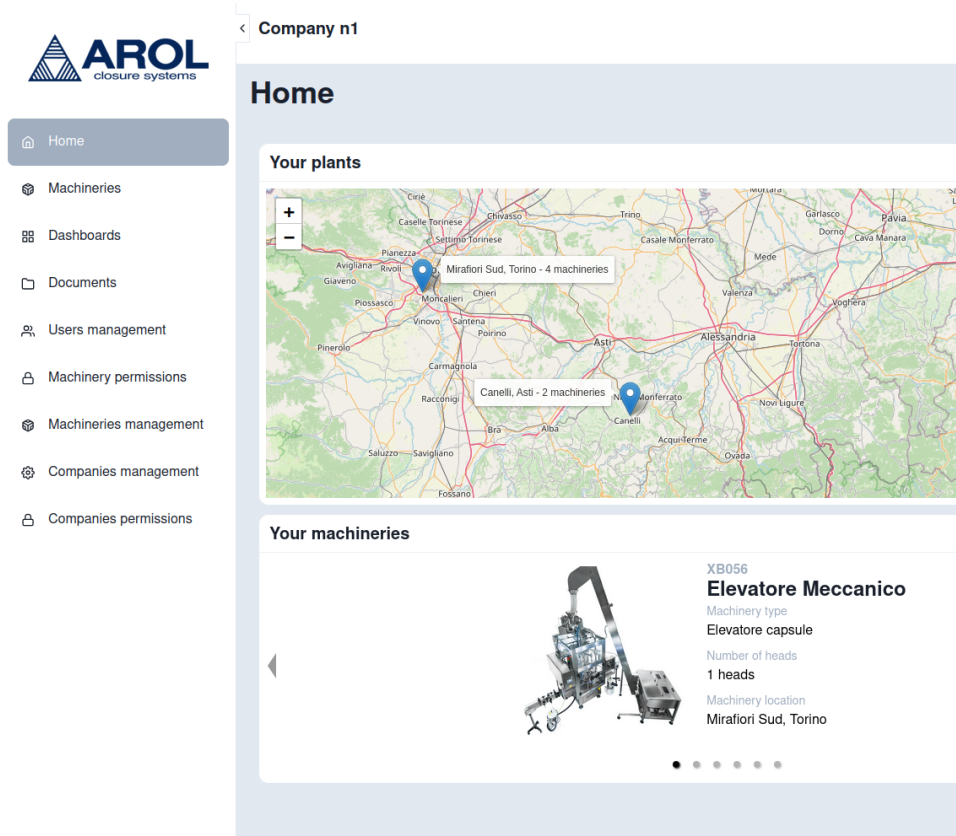 AROL
closure systems
Company n1
Home
Home
Machineries
Dashboards
Documents
Users management
Machinery permissions
Machineries management
Companies management
Companies permissions
Your plants
+
−
Mortara
Ciriè
Caselle Torinese
Chivasso
Trino
Garlasco
Pavia
Dorno
Cava Manara
Settimo Torinese
Casale Monferrato
Pianezza
Mede
Avigliana
Rivoli
Mirafiori Sud, Torino - 4 machineries
Giaveno
Piossasco
Moncalieri
Chieri
Valenza
Voghera
Vinovo
Santena
Poirino
Pinerolo
Asti
Alessandria
Tortona
Carmagnola
Racconigi
Canelli, Asti - 2 machineries
Monferrato
Novi Ligure
Canelli
Bra
Alba
Acqui Terme
Saluzzo
Savigliano
Ovada
Fossano
Your machineries
XB056
Elevatore Meccanico
Machinery type
Elevatore capsule
Number of heads
1 heads
Machinery location
Mirafiori Sud, Torino